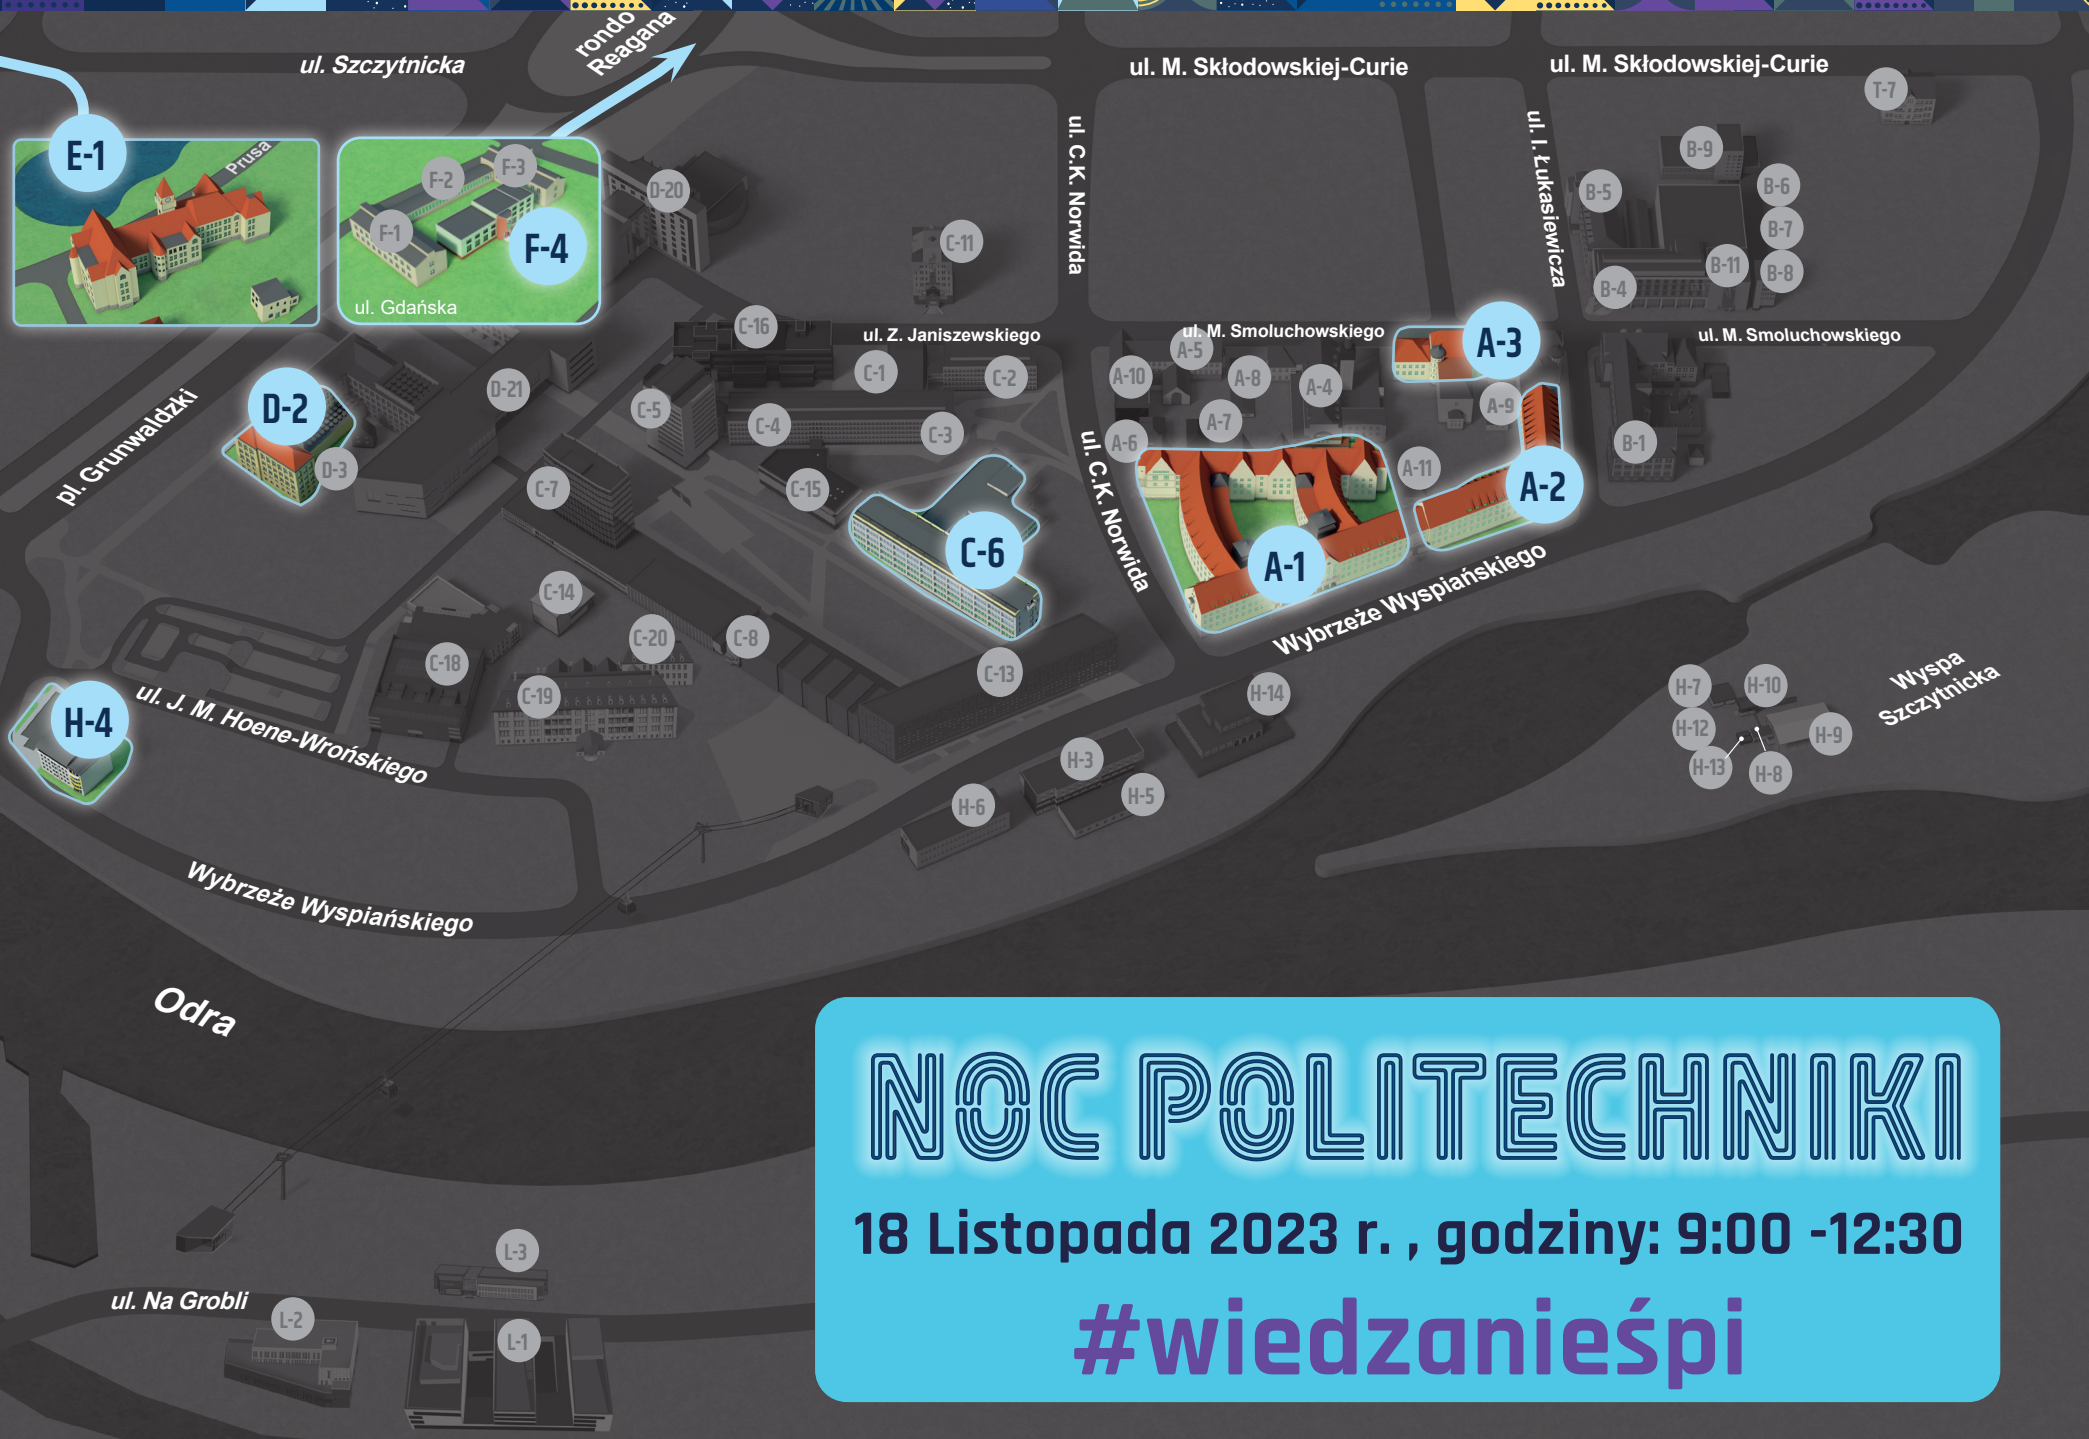 rondo
Reagana
ul. Szczytnicka
ul. M. Skłodowskiej-Curie
ul. M. Skłodowskiej-Curie
T-7
E-1
Prusa
F-2
F-3
F-1
F-4
ul. Gdańska
D-20
C-11
ul. C.K. Norwida
ul. I. Łukasiewicza
B-9
B-5
B-6
B-7
B-11
B-8
B-4
C-16
ul. Z. Janiszewskiego
ul. M. Smoluchowskiego
ul. M. Smoluchowskiego
A-3
A-5
A-10
A-8
A-4
A-9
C-1
C-2
D-21
D-2
D-3
pl. Grunwaldzki
C-5
C-4
C-3
A-7
A-6
A-11
B-1
A-2
C-7
C-15
C-6
ul. C.K. Norwida
A-1
Wybrzeże Wyspiańskiego
C-14
C-20
C-8
C-18
C-19
C-13
H-14
H-7
H-10
H-12
H-9
H-13
H-8
Wyspa
Szczytnicka
H-4
ul. J. M. Hoene-Wrońskiego
H-3
H-5
H-6
Wybrzeże Wyspiańskiego
Odra
NOC POLITECHNIKI
18 Listopada 2023 r. , godziny: 9:00 -12:30
#wiedzanieśpi
L-3
ul. Na Grobli
L-2
L-1